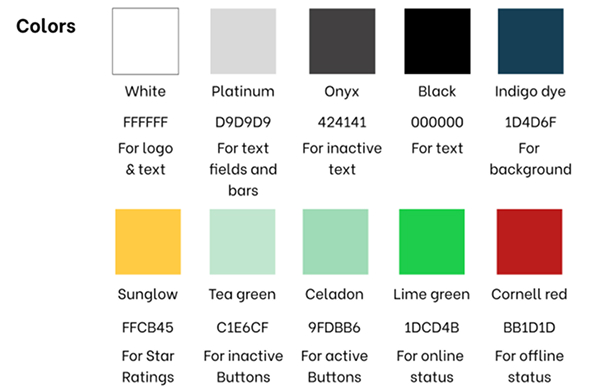 Colors
White Platinum Onyx Black Indigo dye
FFFFFF D9D9D9 424141 000000 1D4D6F
For logo For text For inactive For text For
& text fields and text background
bars
Sunglow Tea green Celadon Lime green Cornell red
FFCB45 C1E6CF 9FDBB6 1DCD4B BB1D1D
For Star For inactive For active For online For offline
Ratings Buttons Buttons status status